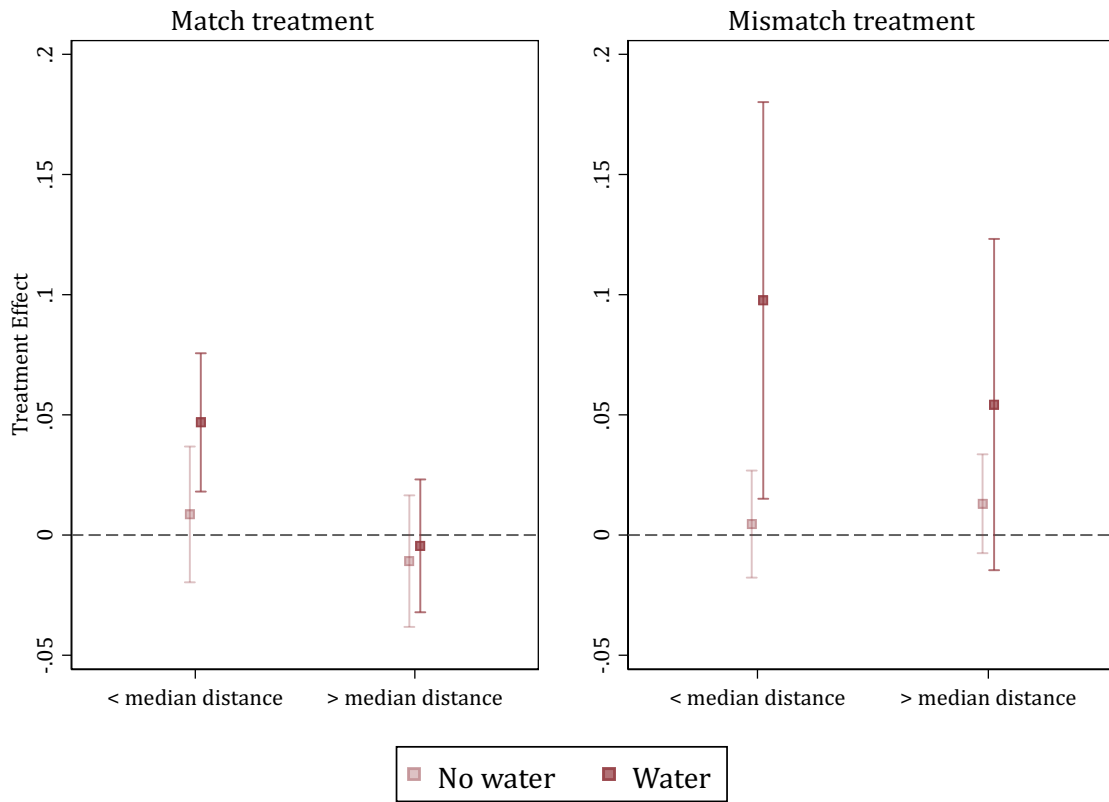 Match treatment
Mismatch treatment
Treatment Effect
.2
.15
.1
.05
0
-.05
< median distance
> median distance
.2
.15
.1
.05
0
-.05
< median distance
> median distance
No water
Water